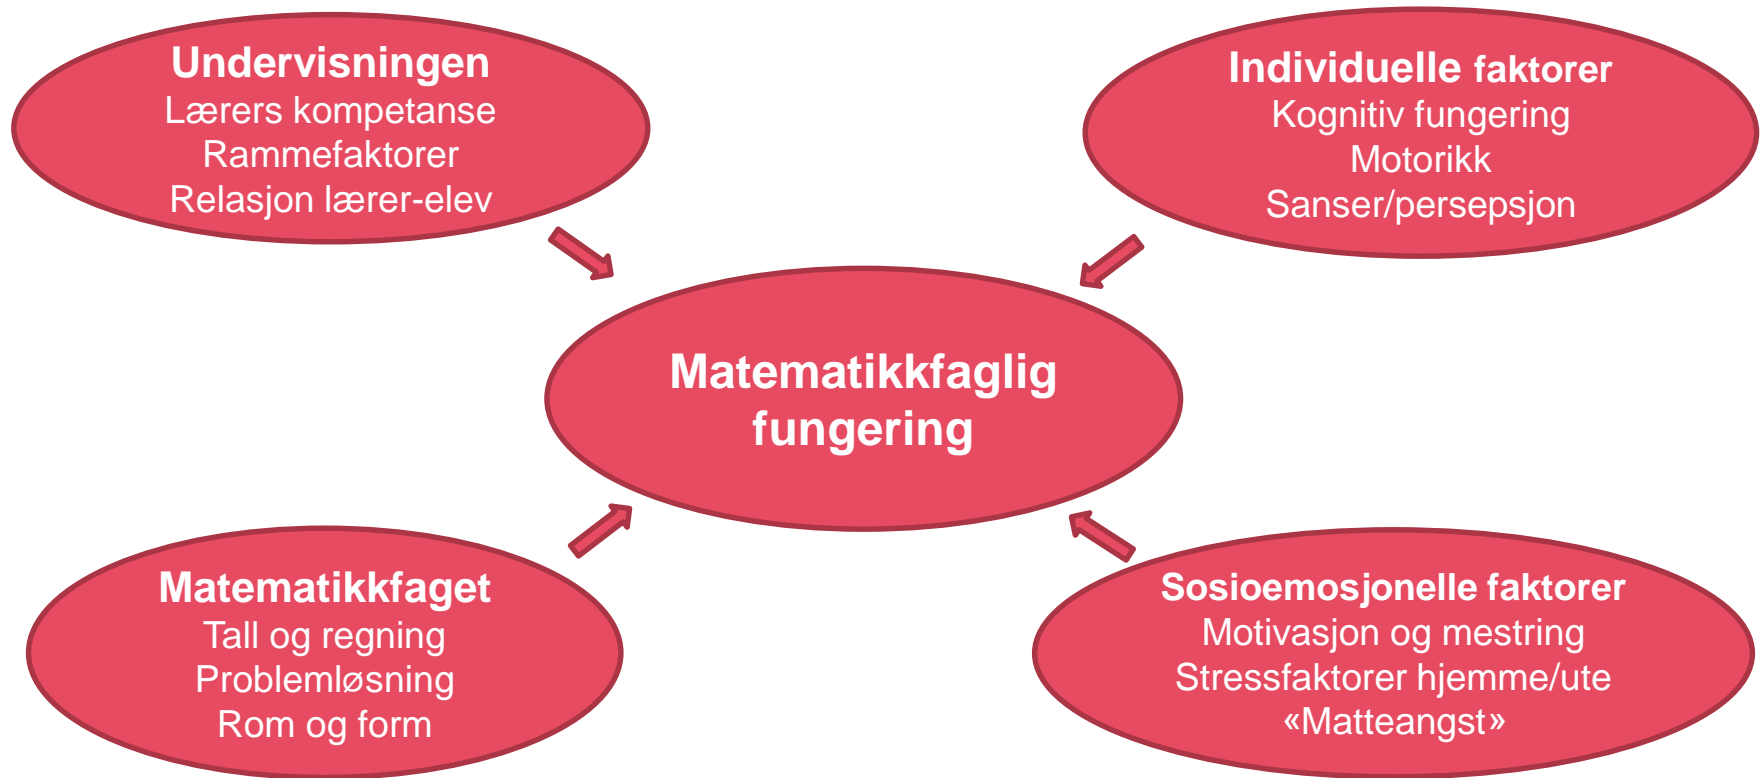 Undervisningen
Lærers kompetanse
Rammefaktorer
Relasjon lærer-elev
Individuelle faktorer
Kognitiv fungering
Motorikk
Sanser/persepsjon
Matematikkfaglig
fungering
Matematikkfaget
Tall og regning
Problemløsning
Rom og form
Sosioemosjonelle faktorer
Motivasjon og mestring
Stressfaktorer hjemme/ute
«Matteangst»